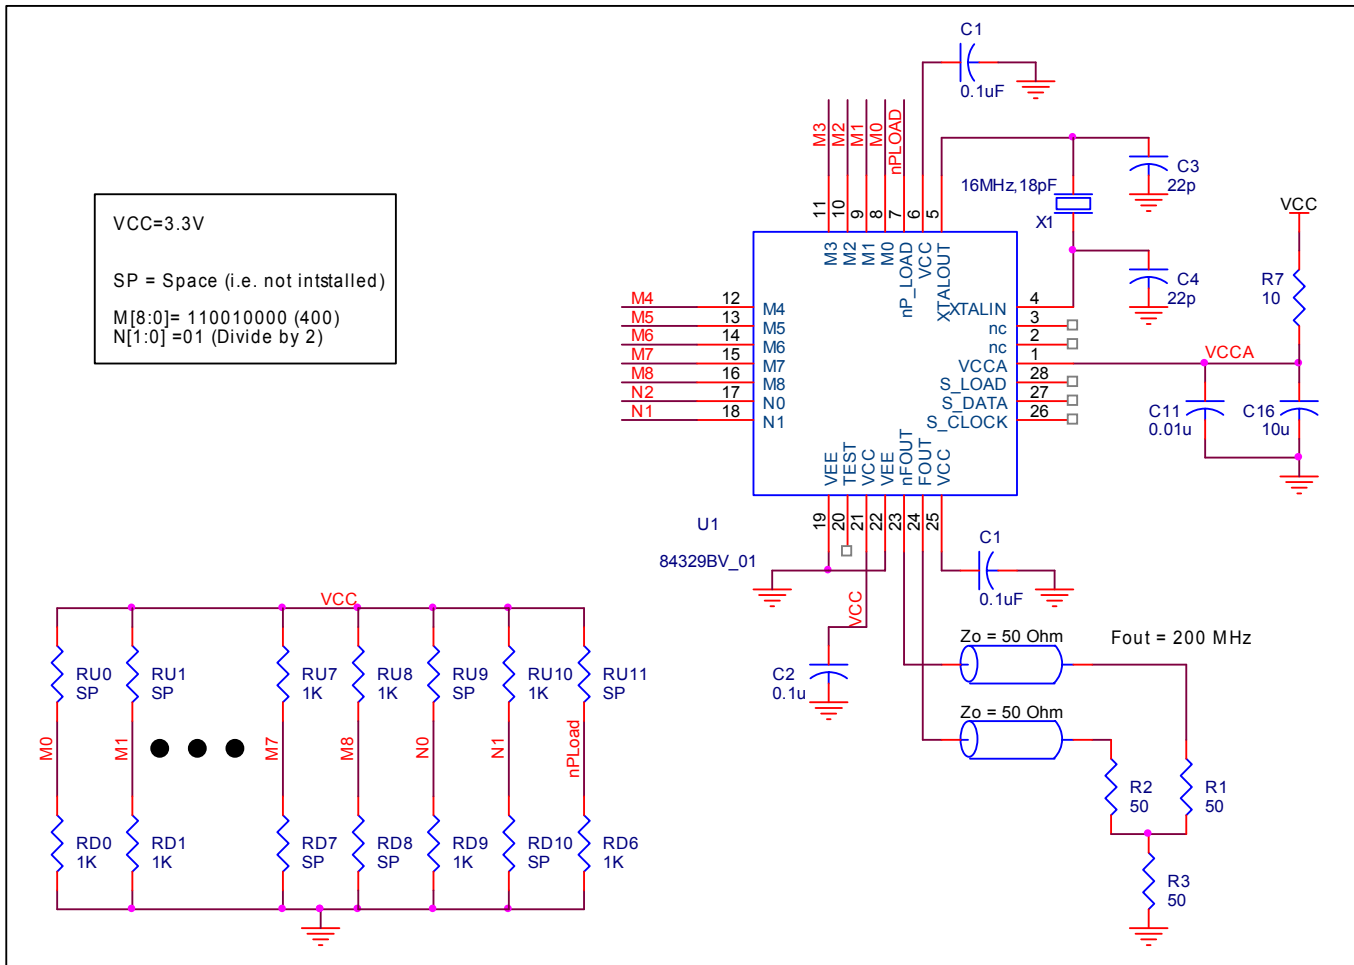 C1
0.1uF
M3
M2
M1
M0
nPLOAD
16MHz,18pF
X1
C3
22p
C4
22p
VCC
R7
10
VCC=3.3V
SP = Space (i.e. not intstalled)
M[8:0]= 110010000 (400)
N[1:0] =01 (Divide by 2)
11
10
9
8
7
6
5
M3
M2
M1
M0
nP_LOAD
VCC
XTALOUT
M4 12 M4
M5 13 M5
M6 14 M6
M7 15 M7
M8 16 M8
N2 17 N0
N1 18 N1
XTALIN 4
nc 3
nc 2
VCCA 1
S_LOAD 28
S_DATA 27
S_CLOCK 26
VCCA
C11
0.01u
C16
10u
VEE
TEST
VCC
VEE
nFOUT
FOUT
VCC
19
20
21
22
23
24
25
U1
84329BV_01
C1
0.1uF
VCC
C2
0.1u
Zo = 50 Ohm
Fout = 200 MHz
Zo = 50 Ohm
R2
50
R1
50
R3
50
VCC
RU0
SP
RU1
SP
RU7
1K
RU8
1K
RU9
SP
RU10
1K
RU11
SP
M0
M1
M7
M8
N0
N1
nPLoad
RD0
1K
RD1
1K
RD7
SP
RD8
SP
RD9
1K
RD10
SP
RD6
1K